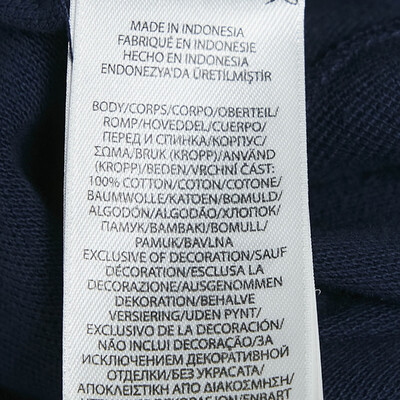 MADE IN INDONESIA
FABRIQUÉ EN INDONESIE
HECHO EN INDONESIA
ENDONEZYA'DA ÜRETİLMİŞTİR
BODY/CORPS/CORPO/OBERTEIL/
ROMP/HOVEDDEL/CUERPO/
ПЕРЕД И СПИНКА/КОРПУС/
ΣΩΜΑ/BRUK (KROPP)/ANVÄND
(KROPP)/BEDEN/VRCHNÍ ČÁST:
100% COTTON/COTON/COTONE/
BAUMWOLLE/KATOEN/BOMULD/
ALGODÓN/ALGODÃO/ХЛОПОК/
ПАМУК/ΒΑΜΒΑΚΙ/BOMULL/
PAMUK/BAVLNA
EXCLUSIVE OF DECORATION/SAUF
DÉCORATION/ESCLUSA LA
DECORAZIONE/AUSGENOMMEN
DEKORATION/BEHALVE
VERSIERING/UDEN PYNT/
EXCLUSIVO DE LA DECORACIÓN/
NÃO INCLUI DECORAÇÃO/ЗА
ИСКЛЮЧЕНИЕМ ДЕКОРАТИВНОЙ
ОТДЕЛКИ/БЕЗ УКРАСАТА/
ΑΠΟΚΛΕΙΣΤΙΚΗ ΑΠΟ ΔΙΑΚΟΣΜΗΣΗ/